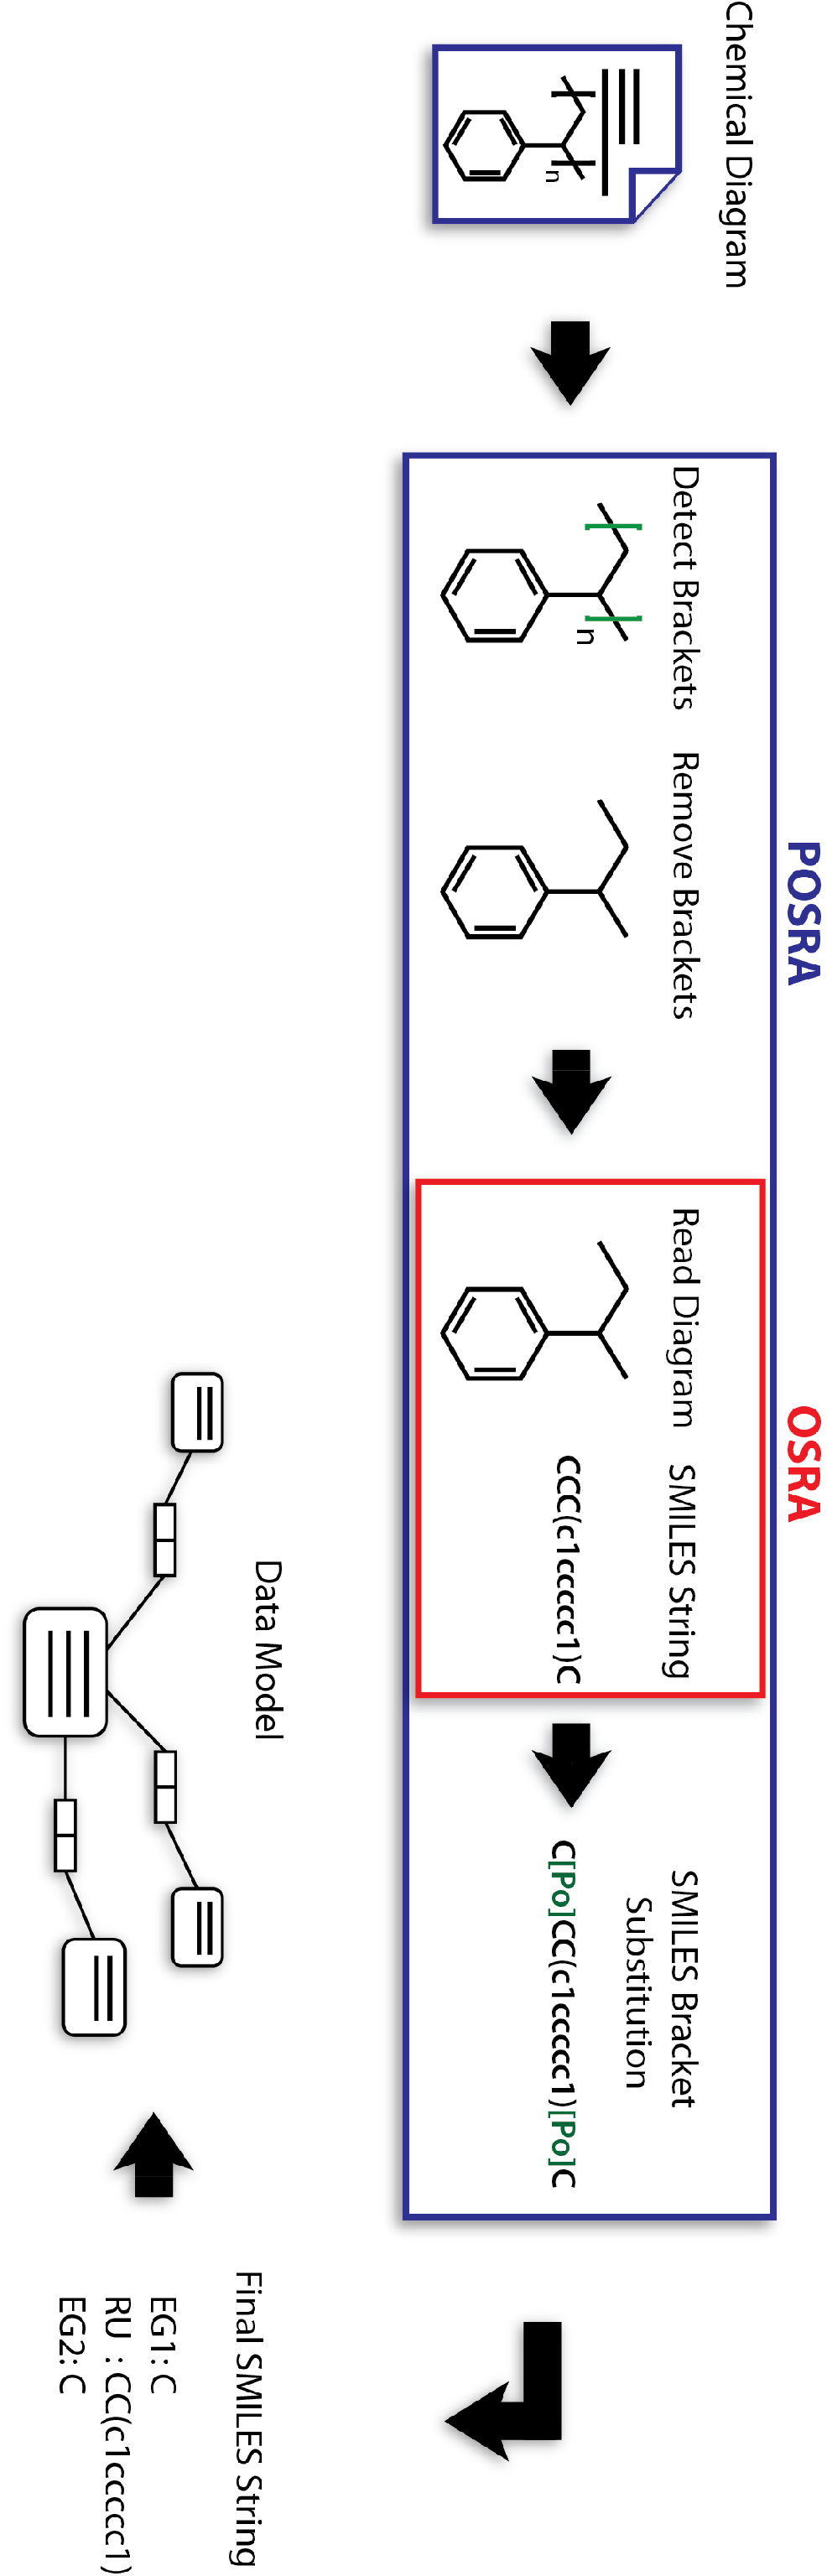 Chemical Diagram
n
POSRA
Detect Brackets
n
Remove Brackets
OSRA
Read Diagram
SMILES String
CCC(c1ccccc1)C
SMILES Bracket
Substitution
C[Po]CC(c1ccccc1)[Po]C
Final SMILES String
EG1: C
RU : CC(c1ccccc1)
EG2: C
Data Model